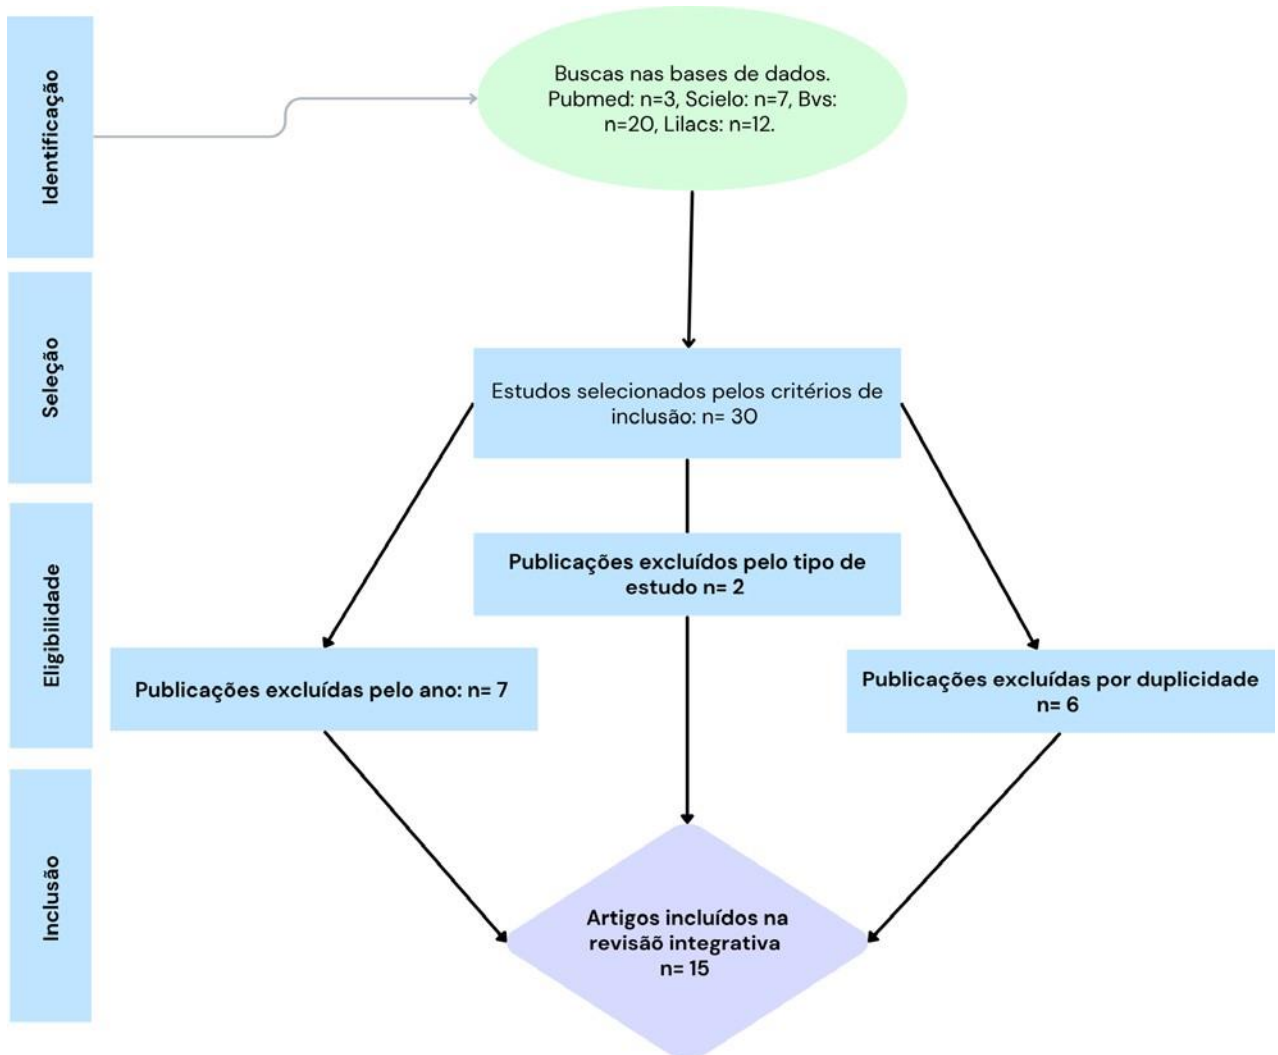 Identificação
Buscas nas bases de dados.
Pubmed: n=3, Scielo: n=7, Bvs:
n=20, Lilacs: n=12.
Seleção
Estudos selecionados pelos critérios de
inclusão: n= 30
Eligibilidade
Publicações excluídos pelo tipo de
estudo n= 2
Publicações excluídas pelo ano: n= 7
Publicações excluídas por duplicidade
n= 6
Inclusão
Artigos incluídos na
revisãõ integrativa
n= 15